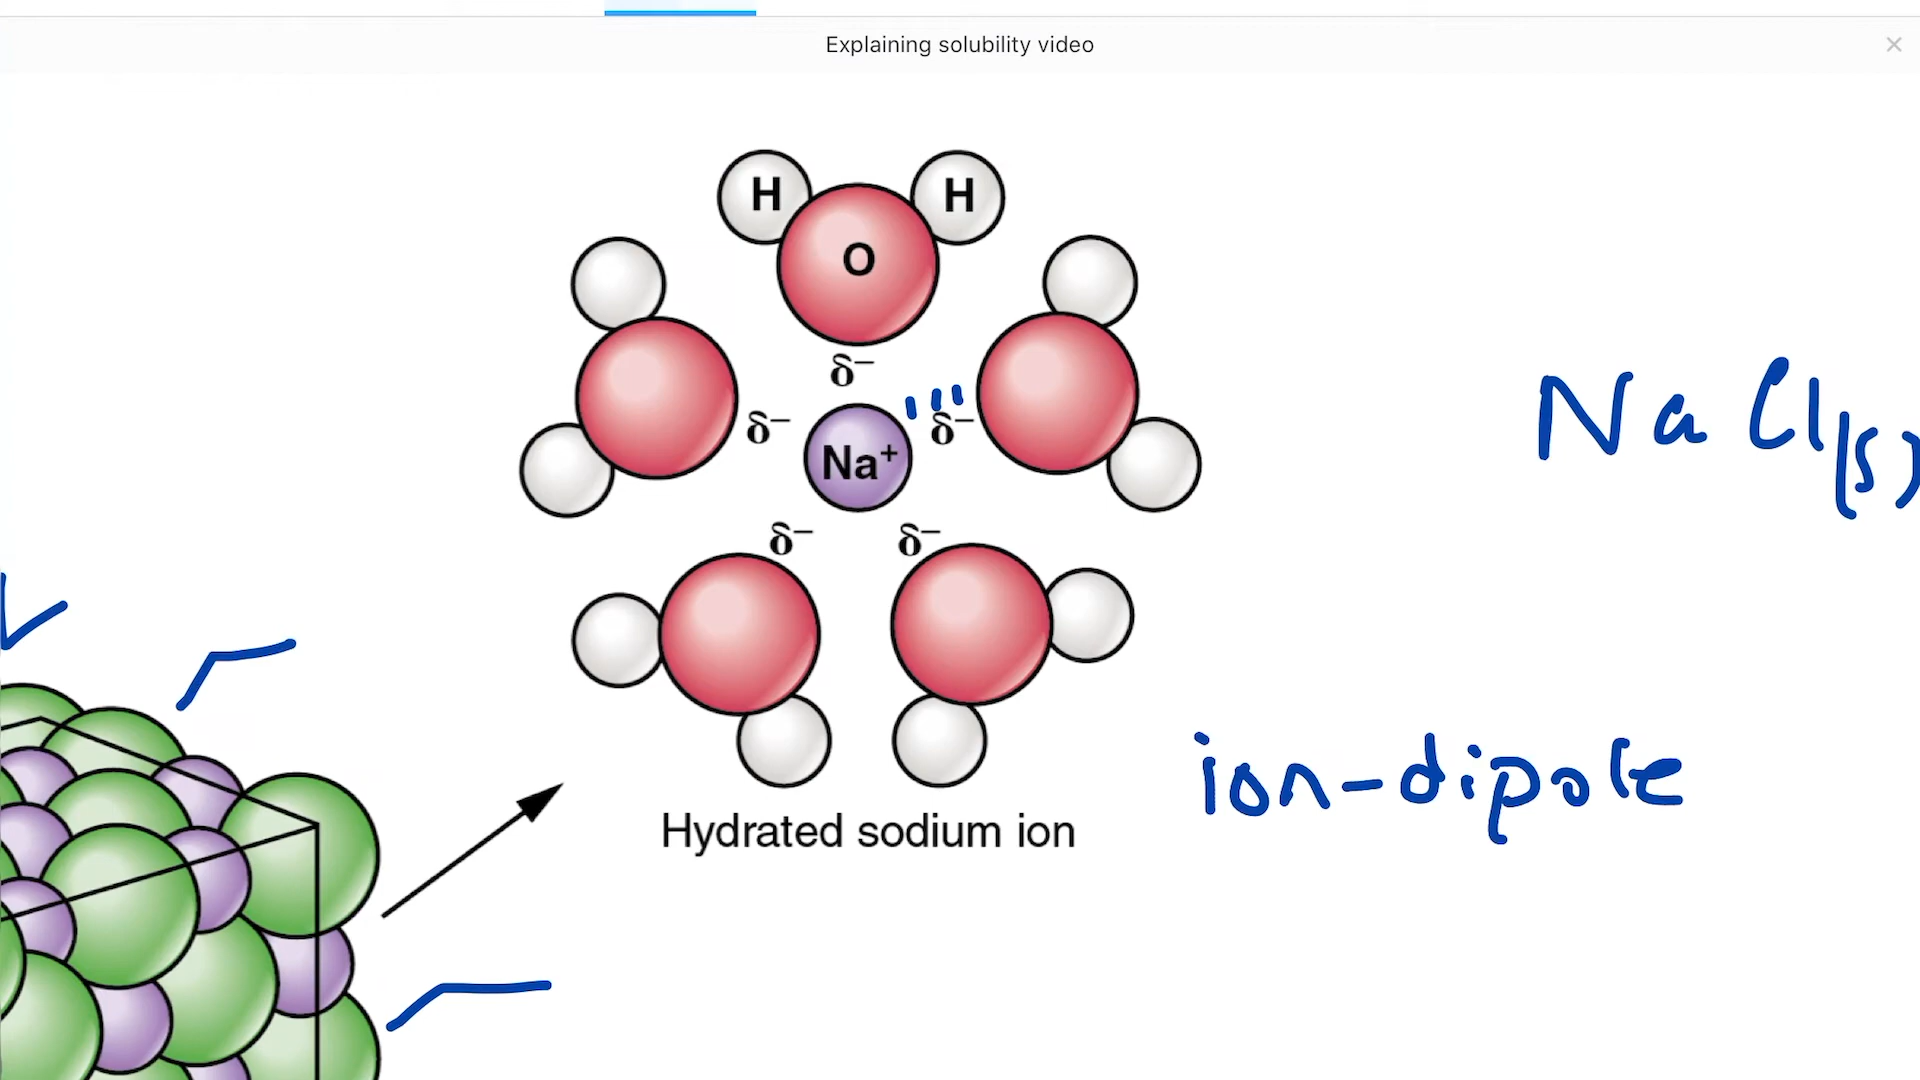 Explaining solubility video
H H
O
δ−
δ− δ−
Na+
δ− δ−
NaCl(s)
ion-dipole
Hydrated sodium ion